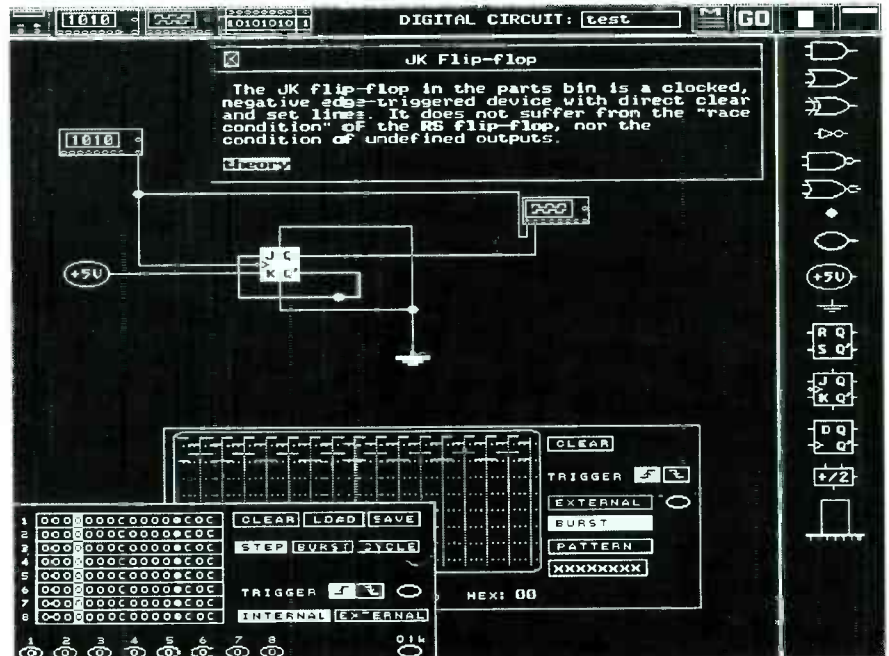 1010
10101010 1
DIGITAL CIRCUIT: test
GO
JK Flip-flop
The JK flip-flop in the parts bin is a clocked,
negative edge-triggered device with direct clear
and set lines. It does not suffer from the "race
condition" of the RS flip-flop, nor the
condition of undefined outputs.
theory
1010
J Q
K Q'
+5V
+5V
R Q
S Q'
J Q
K Q'
D Q
Q'
+/2
CLEAR
TRIGGER
EXTERNAL
BURST
PATTERN
XXXXXXXX
HEX: 00
CLEAR LOAD SAVE
STEP BURST CYCLE
TRIGGER
INTERNAL EXTERNAL
1
2
3
4
5
6
7
8
1 2 3 4 5 6 7 8
Clk